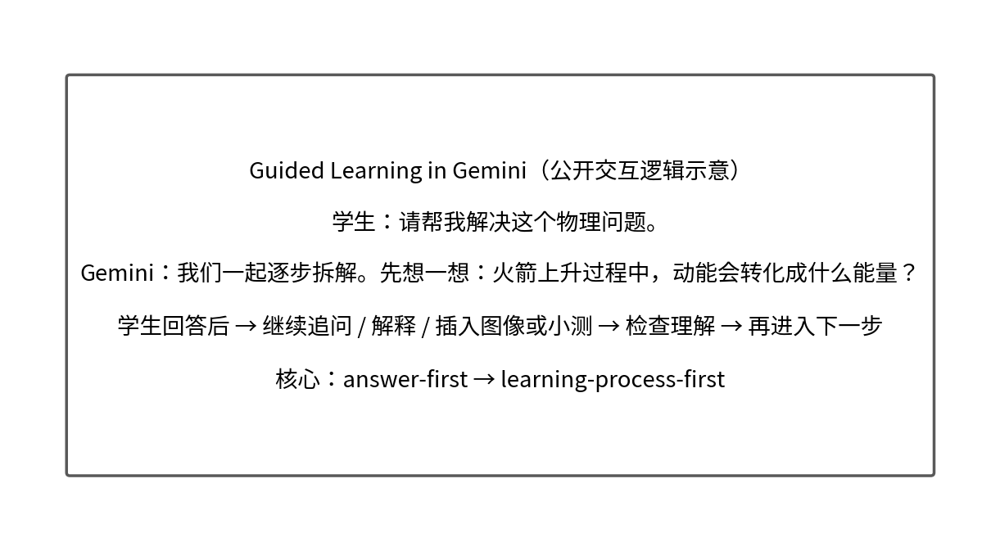 Guided Learning in Gemini（公开交互逻辑示意）
学生：请帮我解决这个物理问题。
Gemini：我们一起逐步拆解。先想一想：火箭上升过程中，动能会转化成什么能量？
学生回答后 → 继续追问 / 解释 / 插入图像或小测 → 检查理解 → 再进入下一步
核心：answer-first → learning-process-first